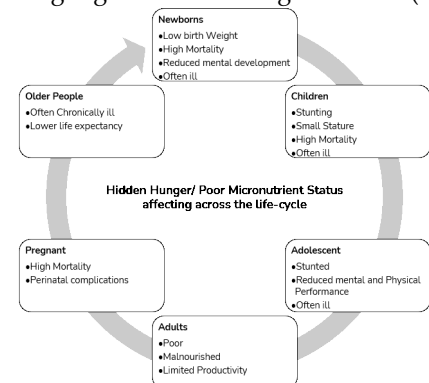 Newborns
•Low birth Weight
•High Mortality
•Reduced mental development
•Often ill
Children
•Stunting
•Small Stature
•High Mortality
•Often ill
Older People
•Often Chronically ill
•Lower life expectancy
Hidden Hunger/ Poor Micronutrient Status
affecting across the life-cycle
Pregnant
•High Mortality
•Perinatal complications
Adolescent
•Stunted
•Reduced mental and Physical
Performance
•Often ill
Adults
•Poor
•Malnourished
•Limited Productivity